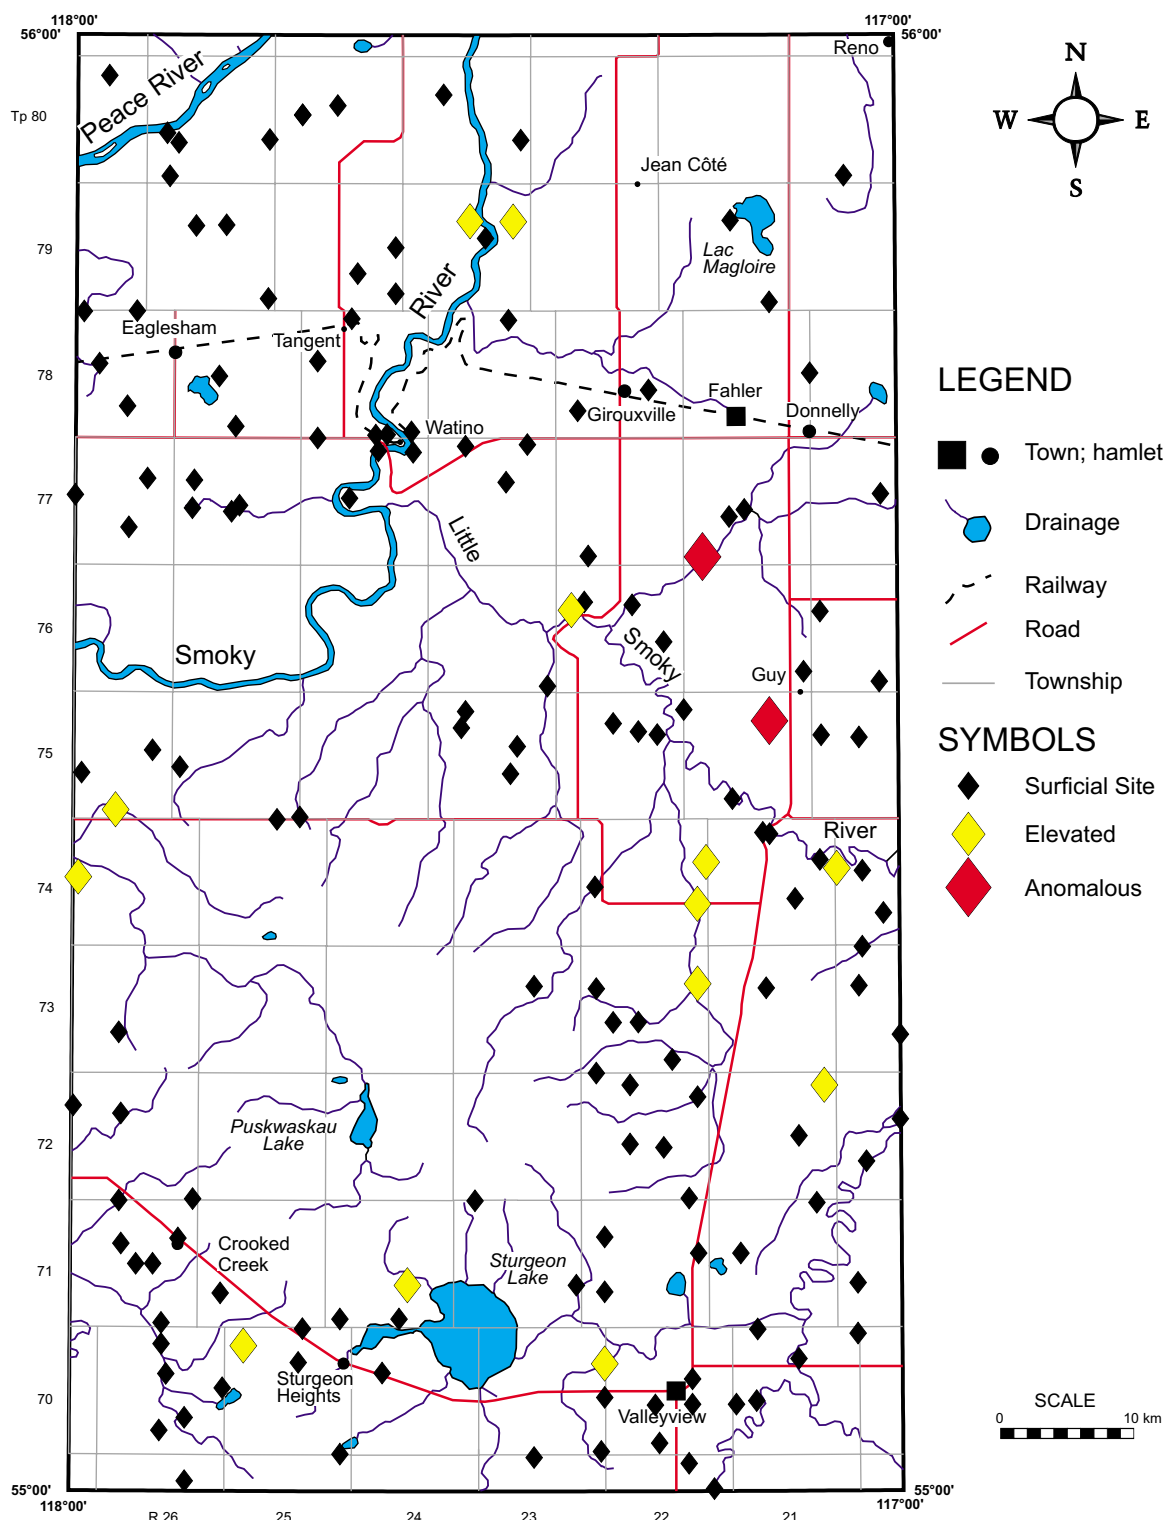 118°00'
117°00'
56°00'
56°00'
Reno
N
W
E
S
Tp 80
Peace River
Jean Côté
79
Lac
Magloire
River
Eaglesham
Tangent
78
Fahler
Girouxville
Donnelly
Watino
LEGEND
Town; hamlet
77
Little
Drainage
Railway
76
Smoky
Smoky
Road
Guy
Township
75
SYMBOLS
Surficial Site
River
Elevated
74
Anomalous
73
Puskwaskau
Lake
72
Crooked
Creek
Sturgeon
Lake
71
Sturgeon
Heights
70
Valleyview
SCALE
0
10 km
55°00'
55°00'
118°00'
117°00'
R 26
25
24
23
22
21